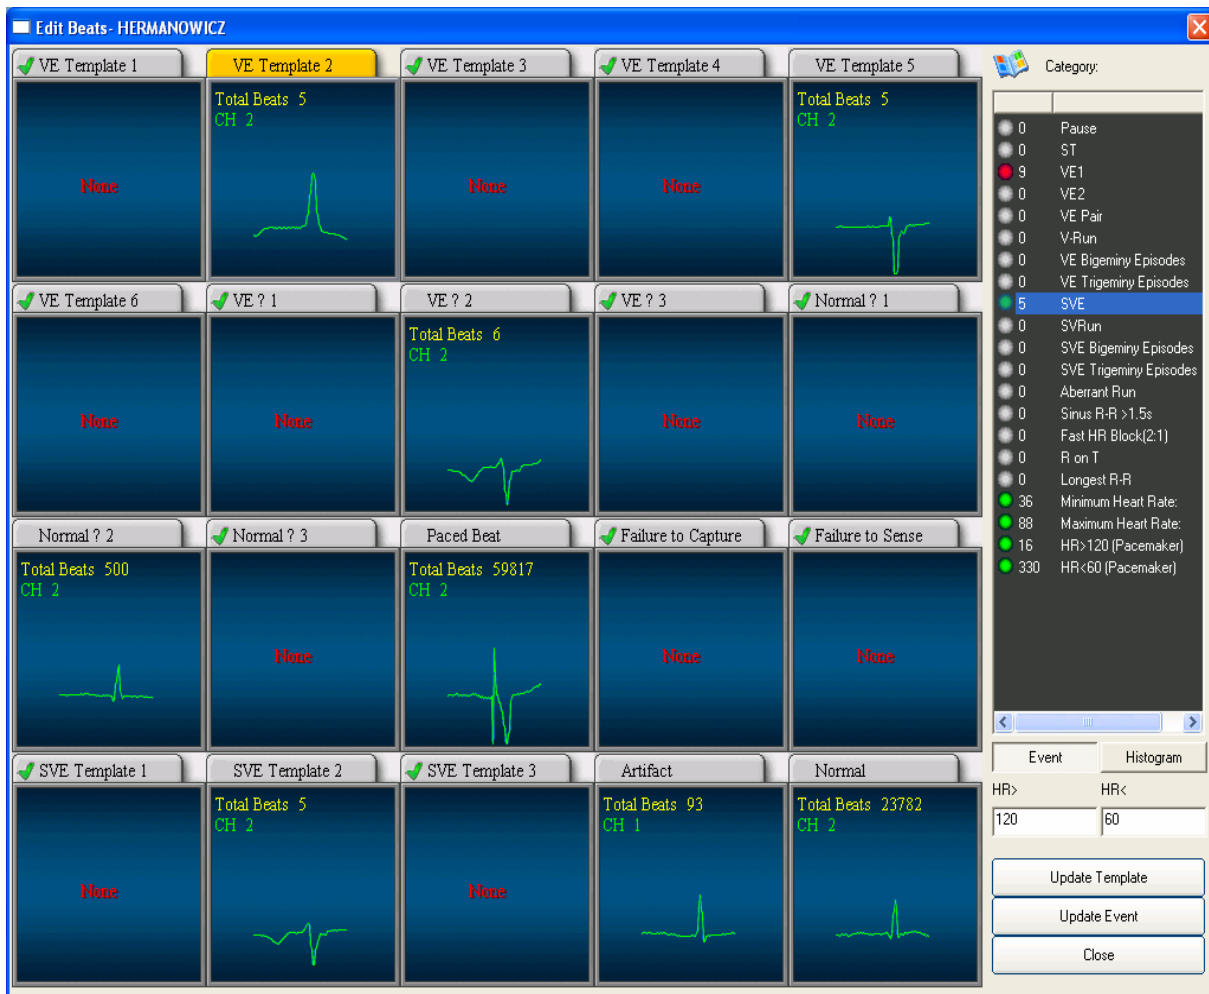 Edit Beats- HERMANOWICZ
VE Template 1
VE Template 2
VE Template 3
VE Template 4
VE Template 5
None
Total Beats 5
CH 2
None
None
Total Beats 5
CH 2
VE Template 6
VE ? 1
VE ? 2
VE ? 3
Normal ? 1
None
None
Total Beats 6
CH 2
None
None
Normal ? 2
Normal ? 3
Paced Beat
Failure to Capture
Failure to Sense
Total Beats 500
CH 2
None
Total Beats 59817
CH 2
None
None
SVE Template 1
SVE Template 2
SVE Template 3
Artifact
Normal
None
Total Beats 5
CH 2
None
Total Beats 93
CH 1
Total Beats 23782
CH 2
Category:
0 Pause
0 ST
9 VE1
0 VE2
0 VE Pair
0 V-Run
0 VE Bigeminy Episodes
0 VE Trigeminy Episodes
5 SVE
0 SVRun
0 SVE Bigeminy Episodes
0 SVE Trigeminy Episodes
0 Aberrant Run
0 Sinus R-R >1.5s
0 Fast HR Block(2:1)
0 R on T
0 Longest R-R
36 Minimum Heart Rate:
88 Maximum Heart Rate:
16 HR>120 (Pacemaker)
330 HR<60 (Pacemaker)
Event
Histogram
HR>
HR<
120
60
Update Template
Update Event
Close